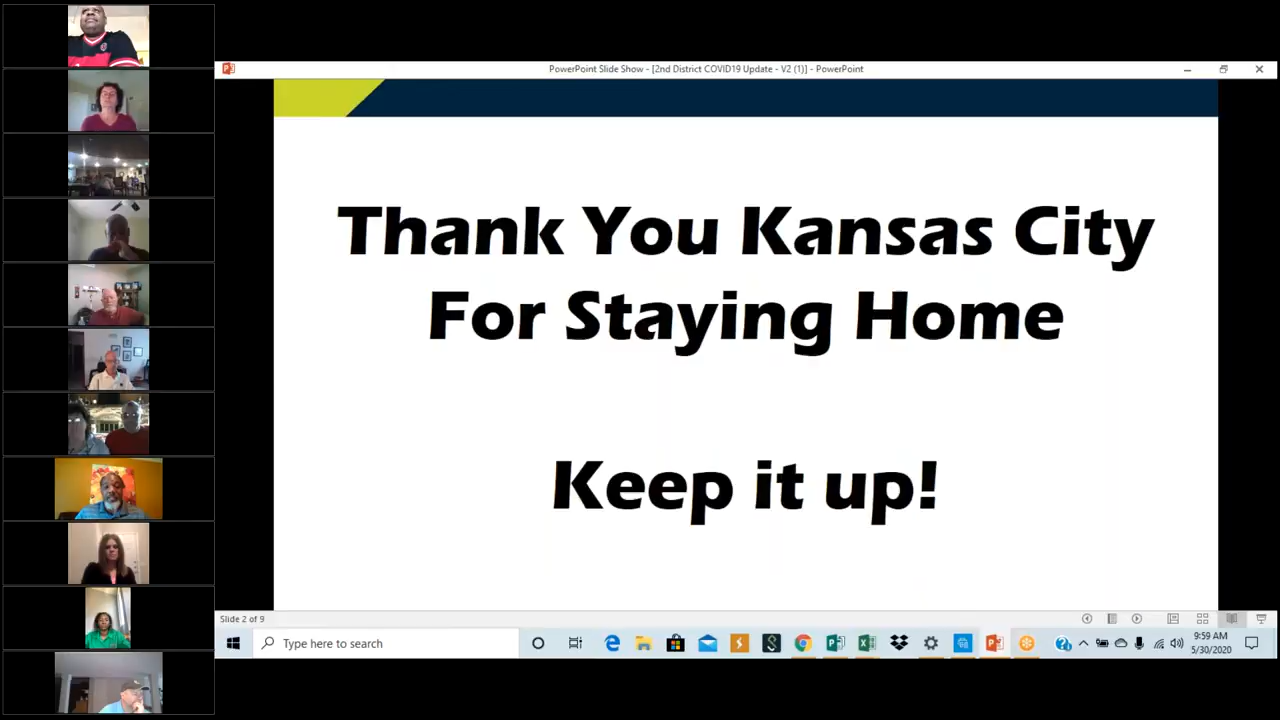 PowerPoint Slide Show - [2nd District COVID19 Update - V2 (1)] - PowerPoint
Thank You Kansas City
For Staying Home
Keep it up!
Slide 2 of 9
Type here to search
9:59 AM
5/30/2020